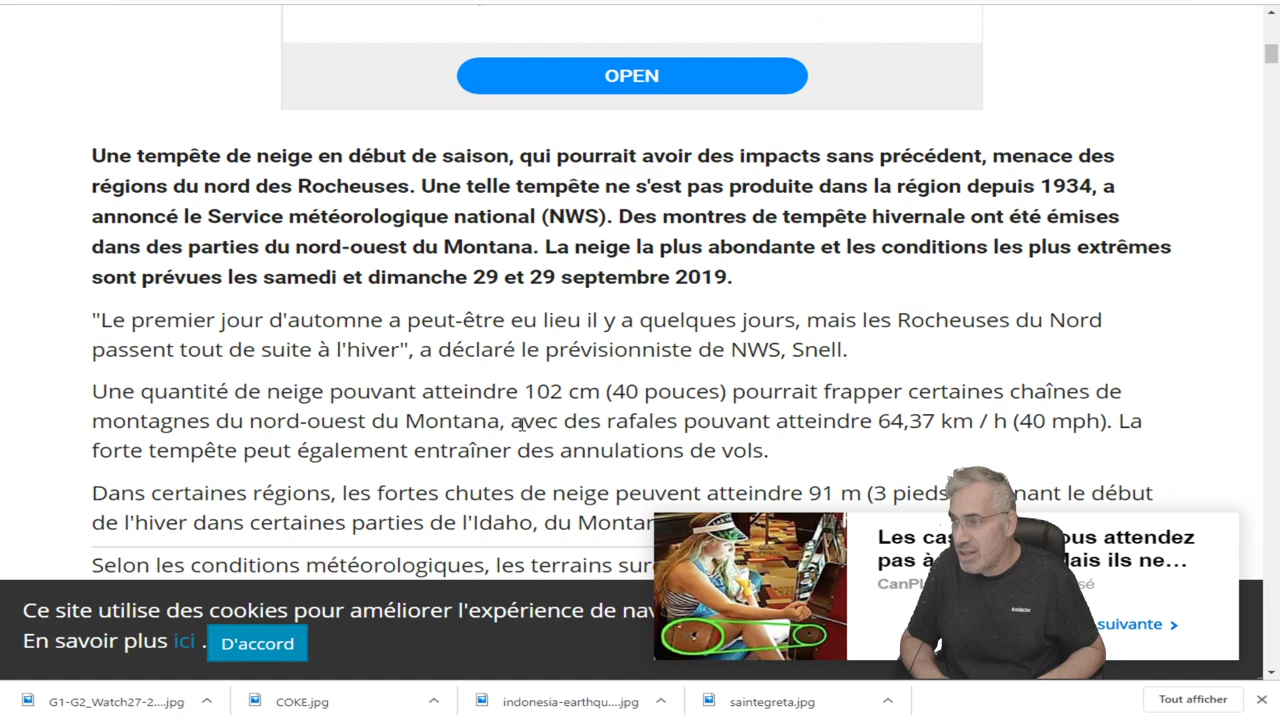 OPEN
Une tempête de neige en début de saison, qui pourrait avoir des impacts sans précédent, menace des
régions du nord des Rocheuses. Une telle tempête ne s'est pas produite dans la région depuis 1934, a
annoncé le Service météorologique national (NWS). Des montres de tempête hivernale ont été émises
dans des parties du nord-ouest du Montana. La neige la plus abondante et les conditions les plus extrêmes
sont prévues les samedi et dimanche 29 et 29 septembre 2019.
"Le premier jour d'automne a peut-être eu lieu il y a quelques jours, mais les Rocheuses du Nord
passent tout de suite à l'hiver", a déclaré le prévisionniste de NWS, Snell.
Une quantité de neige pouvant atteindre 102 cm (40 pouces) pourrait frapper certaines chaînes de
montagnes du nord-ouest du Montana, avec des rafales pouvant atteindre 64,37 km / h (40 mph). La
forte tempête peut également entraîner des annulations de vols.
Dans certaines régions, les fortes chutes de neige peuvent atteindre 91 m (3 pieds le début
de l'hiver dans certaines parties de l'Idaho, du
Selon les conditions météorologiques, les terrains
Les attendez
pas à ils ne...
suivante >
Ce site utilise des cookies pour améliorer l'expérience de
En savoir plus ici . D'accord
G1-G2_Watch27-2....jpg
COKE.jpg
indonesia-earthqu....jpg
saintegreta.jpg
Tout afficher